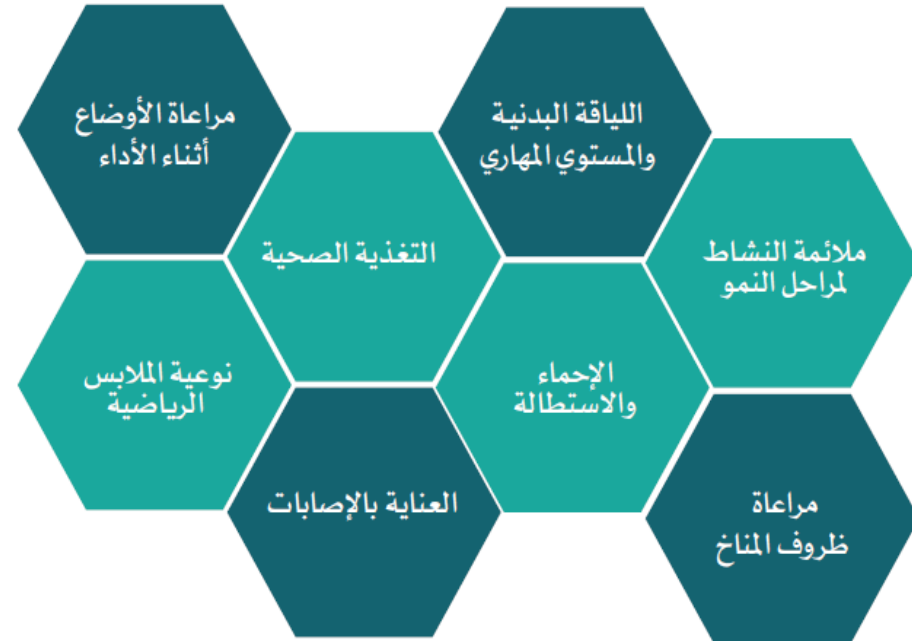 اللياقة البدنية
والمستوي المهاري
مراعاة الأوضاع
أثناء الأداء
ملائمة النشاط
لمراحل النمو
التغذية الصحية
الإحماء
والاستطالة
نوعية الملابس
الرياضية
مراعاة
ظروف المناخ
العناية بالإصابات